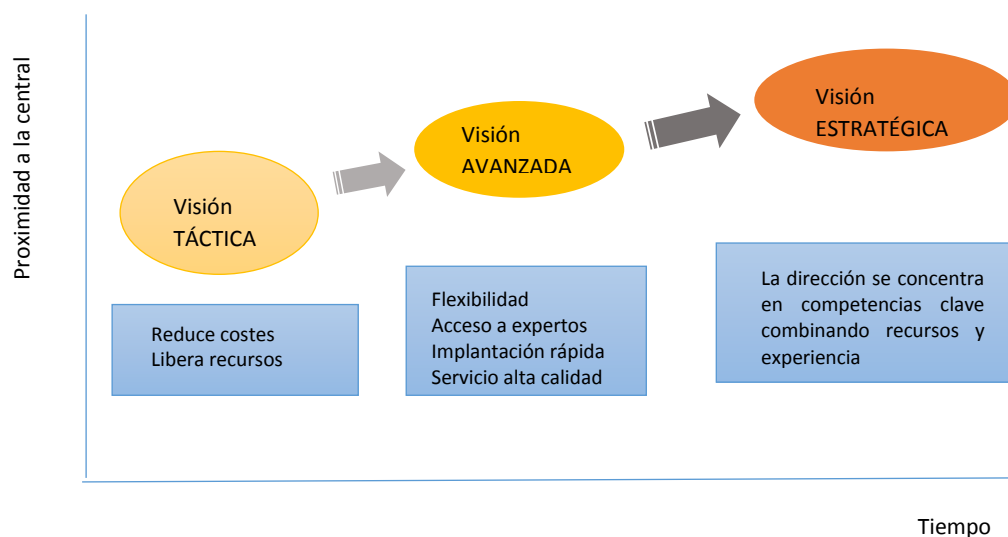 Proximidad a la central
Visión
TÁCTICA
Visión
AVANZADA
Visión
ESTRATÉGICA
Reduce costes
Libera recursos
Flexibilidad
Acceso a expertos
Implantación rápida
Servicio alta calidad
La dirección se concentra
en competencias clave
combinando recursos y
experiencia
Tiempo